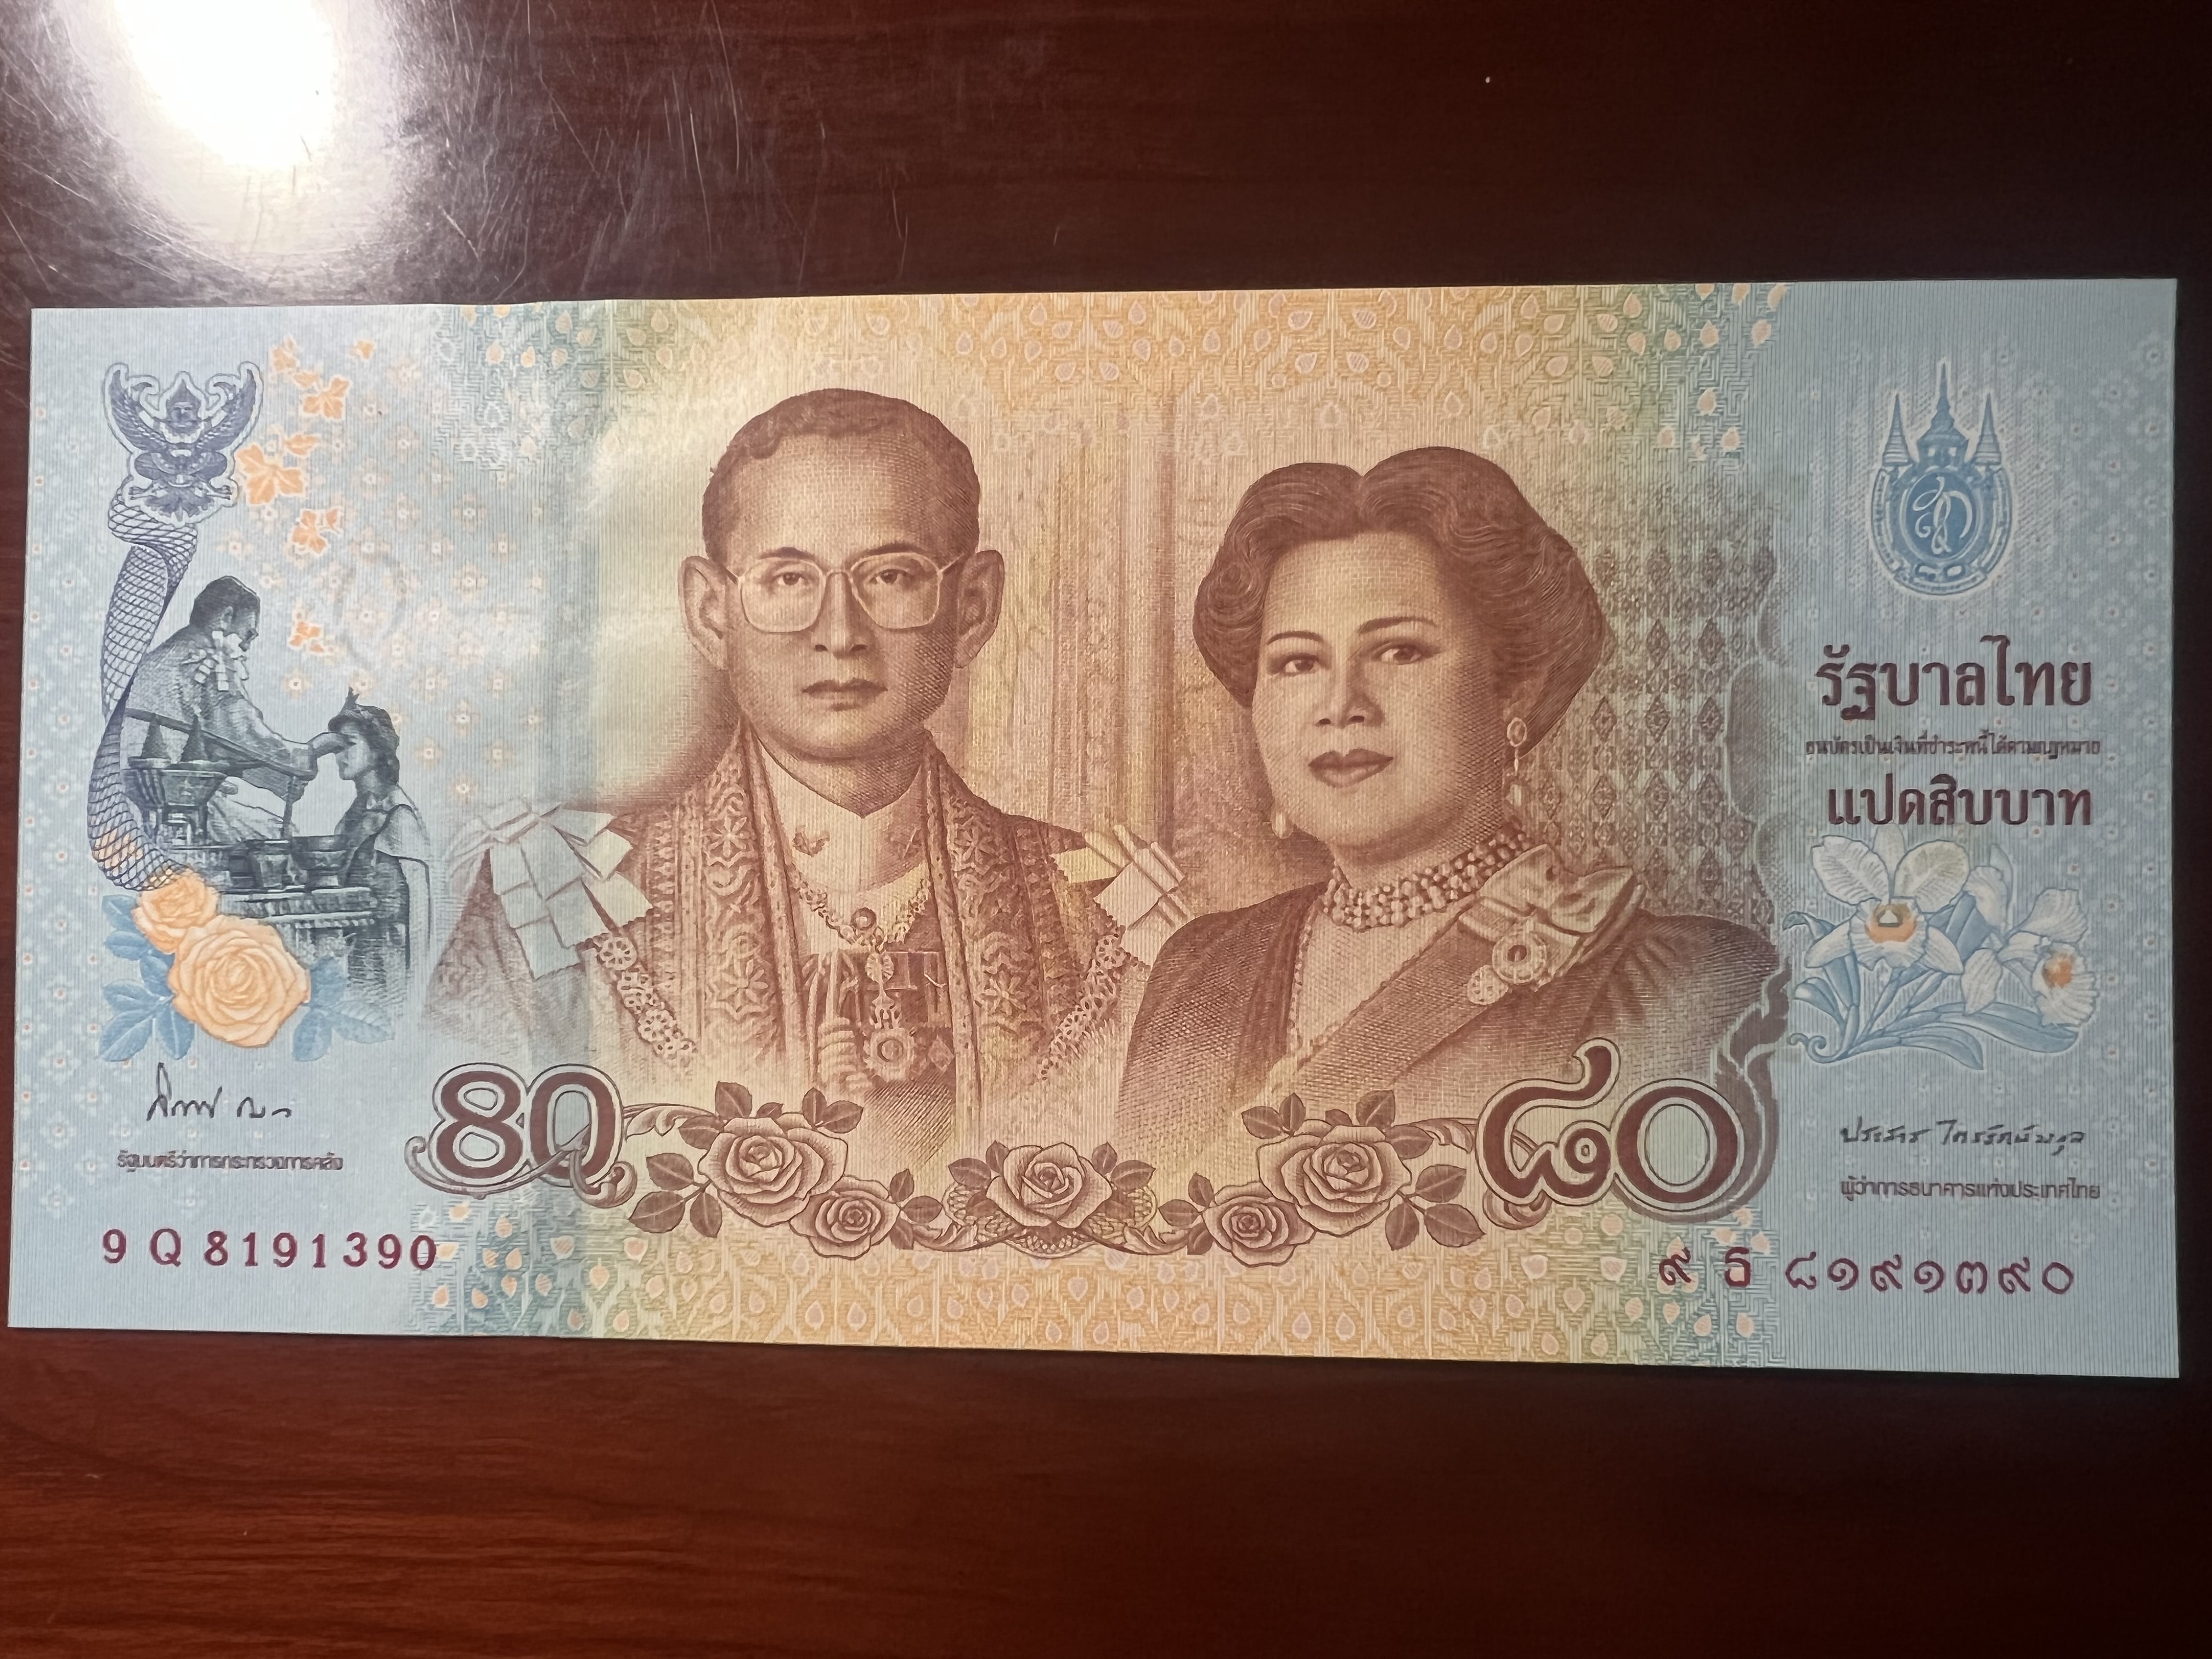 รัฐบาลไทย
ธนบัตรเป็นเงินที่ชำระหนี้ได้ตามกฎหมาย
แปดสิบบาท
80
๘๐
รัฐมนตรีว่าการกระทรวงการคลัง
ประสาร ไตรรัตน์วรกุล
ผู้ว่าการธนาคารแห่งประเทศไทย
9 Q 8191390
๙ ธ ๘๑๙๑๓๙๐